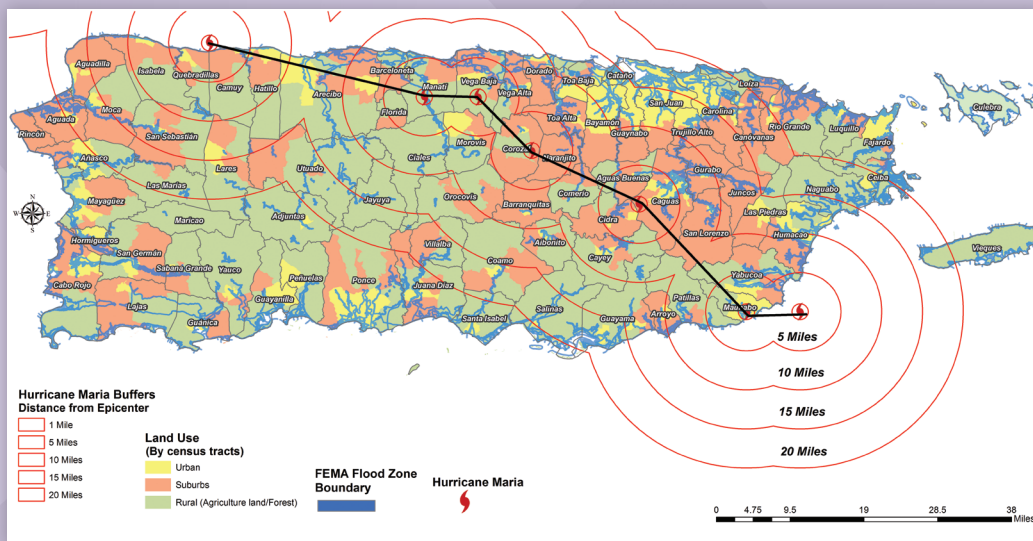 Aguadilla
Isabela
Quebradillas
Camuy
Hatillo
Arecibo
Barceloneta
Manatí
Vega Baja
Vega Alta
Dorado
Toa Baja
Cataño
San Juan
Carolina
Loíza
Culebra
Moca
Aguada
Rincón
San Sebastián
Florida
Toa Alta
Bayamón
Guaynabo
Trujillo Alto
Canovanas
Rio Grande
Luquillo
Fajardo
Añasco
Lares
Utuado
Ciales
Morovis
Corozal
Naranjito
Aguas Buenas
Gurabo
Ceiba
Las Marias
Mayagüez
Maricao
Adjuntas
Jayuya
Orocovis
Barranquitas
Comerio
Cidra
Caguas
Juncos
Naguabo
Las Piedras
Humacao
San Lorenzo
Hormigueros
San Germán
Sabana Grande
Yauco
Villalba
Coamo
Aibonito
Cayey
Vieques
Cabo Rojo
Lajas
Guánica
Guayanilla
Peñuelas
Ponce
Juana Díaz
Santa Isabel
Salinas
Guayama
Arroyo
Patillas
Yabucoa
Maunabo
N
W
E
S
5 Miles
10 Miles
15 Miles
20 Miles
Hurricane Maria Buffers
Distance from Epicenter
1 Mile
5 Miles
10 Miles
15 Miles
20 Miles
Land Use
(By census tracts)
Urban
Suburbs
Rural (Agriculture land/Forest)
FEMA Flood Zone
Boundary
Hurricane Maria
0 4.75 9.5 19 28.5 38
Miles